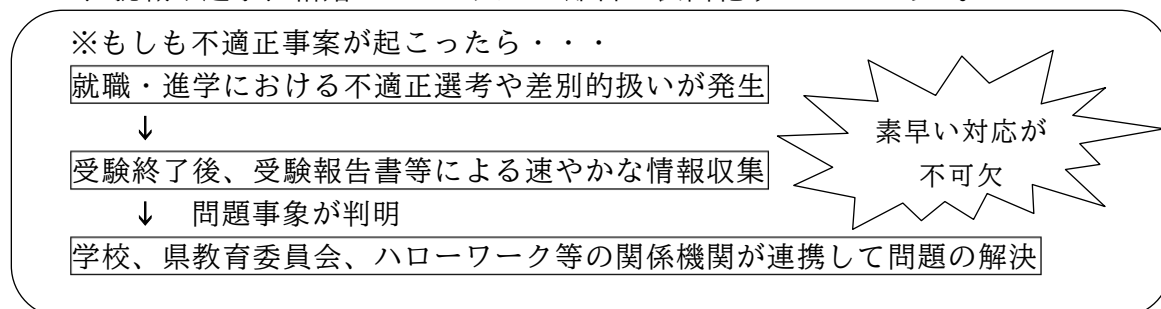 ※もしも不適正事案が起こったら・・・
就職・進学における不適正選考や差別的扱いが発生
↓
素早い対応が
不可欠
受験終了後、受験報告書等による速やかな情報収集
↓ 問題事象が判明
学校、県教育委員会、ハローワーク等の関係機関が連携して問題の解決